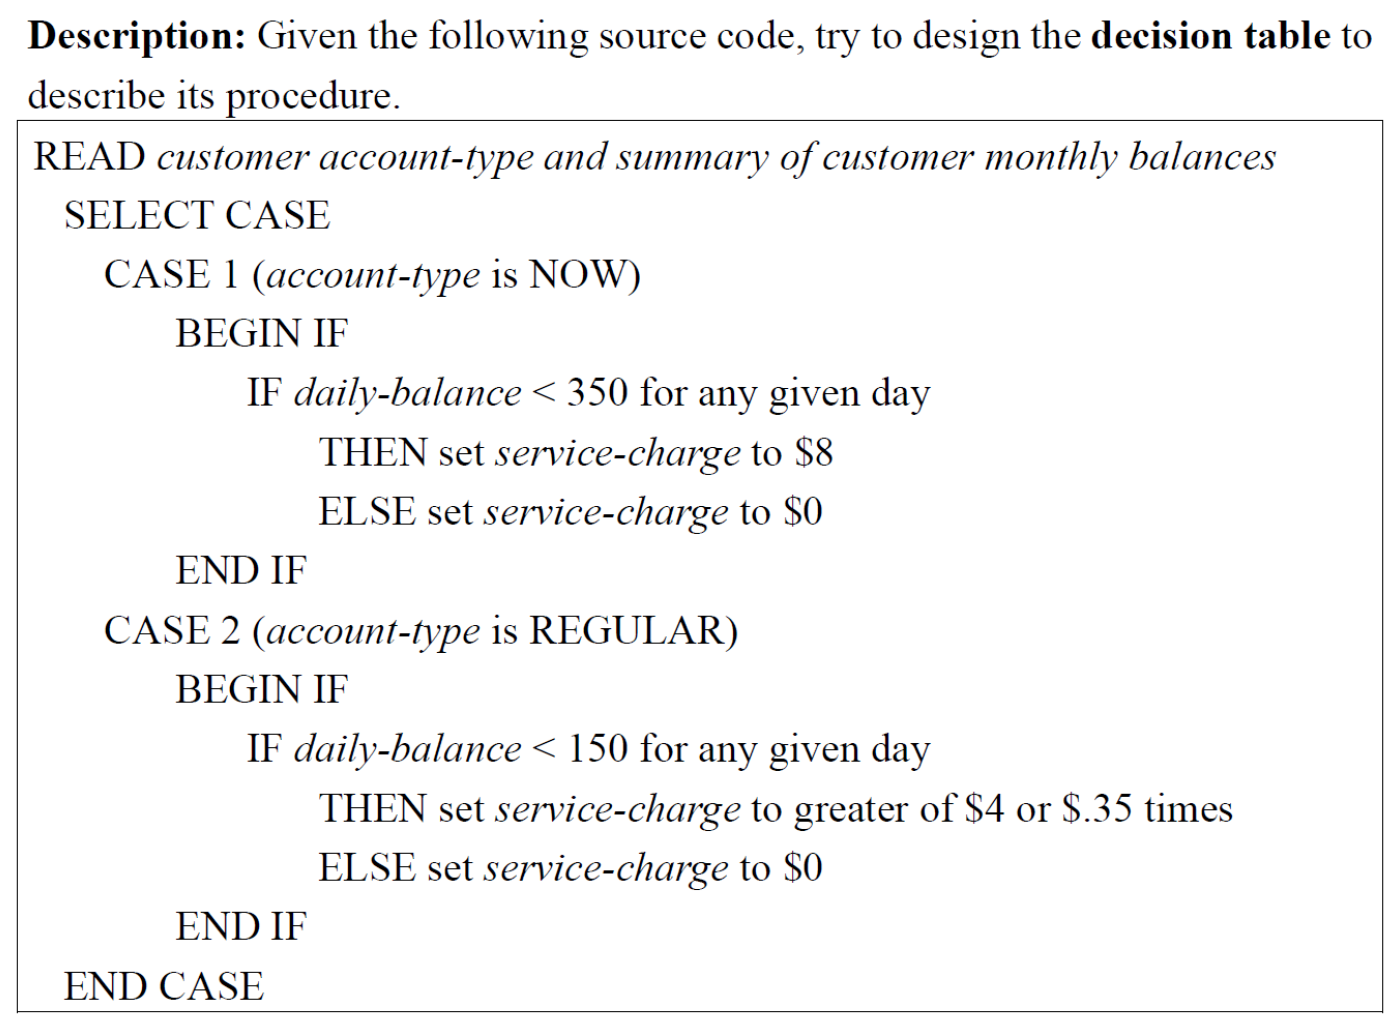 Description: Given the following source code, try to design the decision table to
describe its procedure.
READ customer account-type and summary of customer monthly balances
SELECT CASE
CASE 1 (account-type is NOW)
BEGIN IF
IF daily-balance < 350 for any given day
THEN set service-charge to $8
ELSE set service-charge to $0
END IF
CASE 2 (account-type is REGULAR)
BEGIN IF
IF daily-balance < 150 for any given day
THEN set service-charge to greater of $4 or $.35 times
ELSE set service-charge to $0
END IF
END CASE